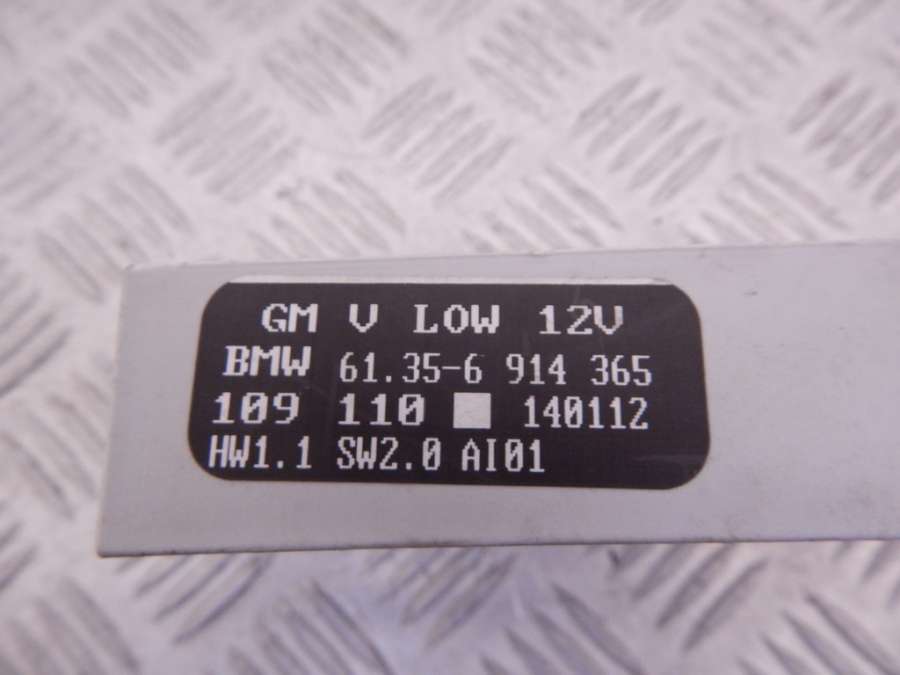 GM V LOW 12V
BMW 61.35-6 914 365
109 110 140112
HW1.1 SW2.0 AI01